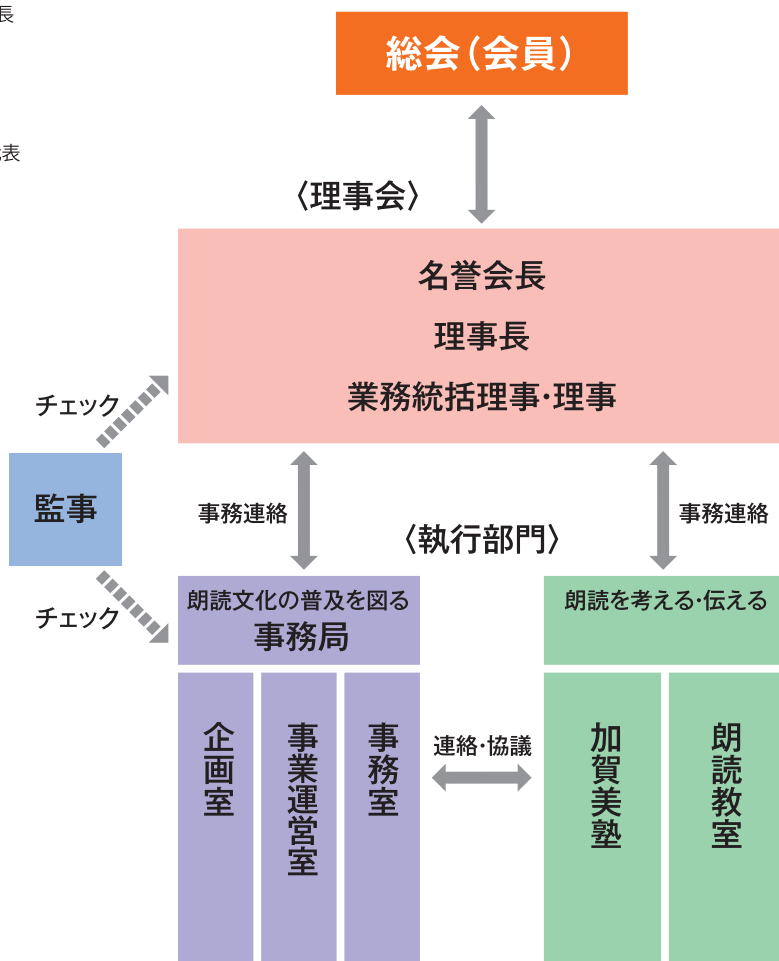 長
表
総会（会員）
〈理事会〉
名誉会長
理事長
業務統括理事・理事
チェック
監事
事務連絡
〈執行部門〉
事務連絡
チェック
朗読文化の普及を図る
事務局
朗読を考える・伝える
企画室
事業運営室
事務室
連絡・協議
加賀美塾
朗読教室